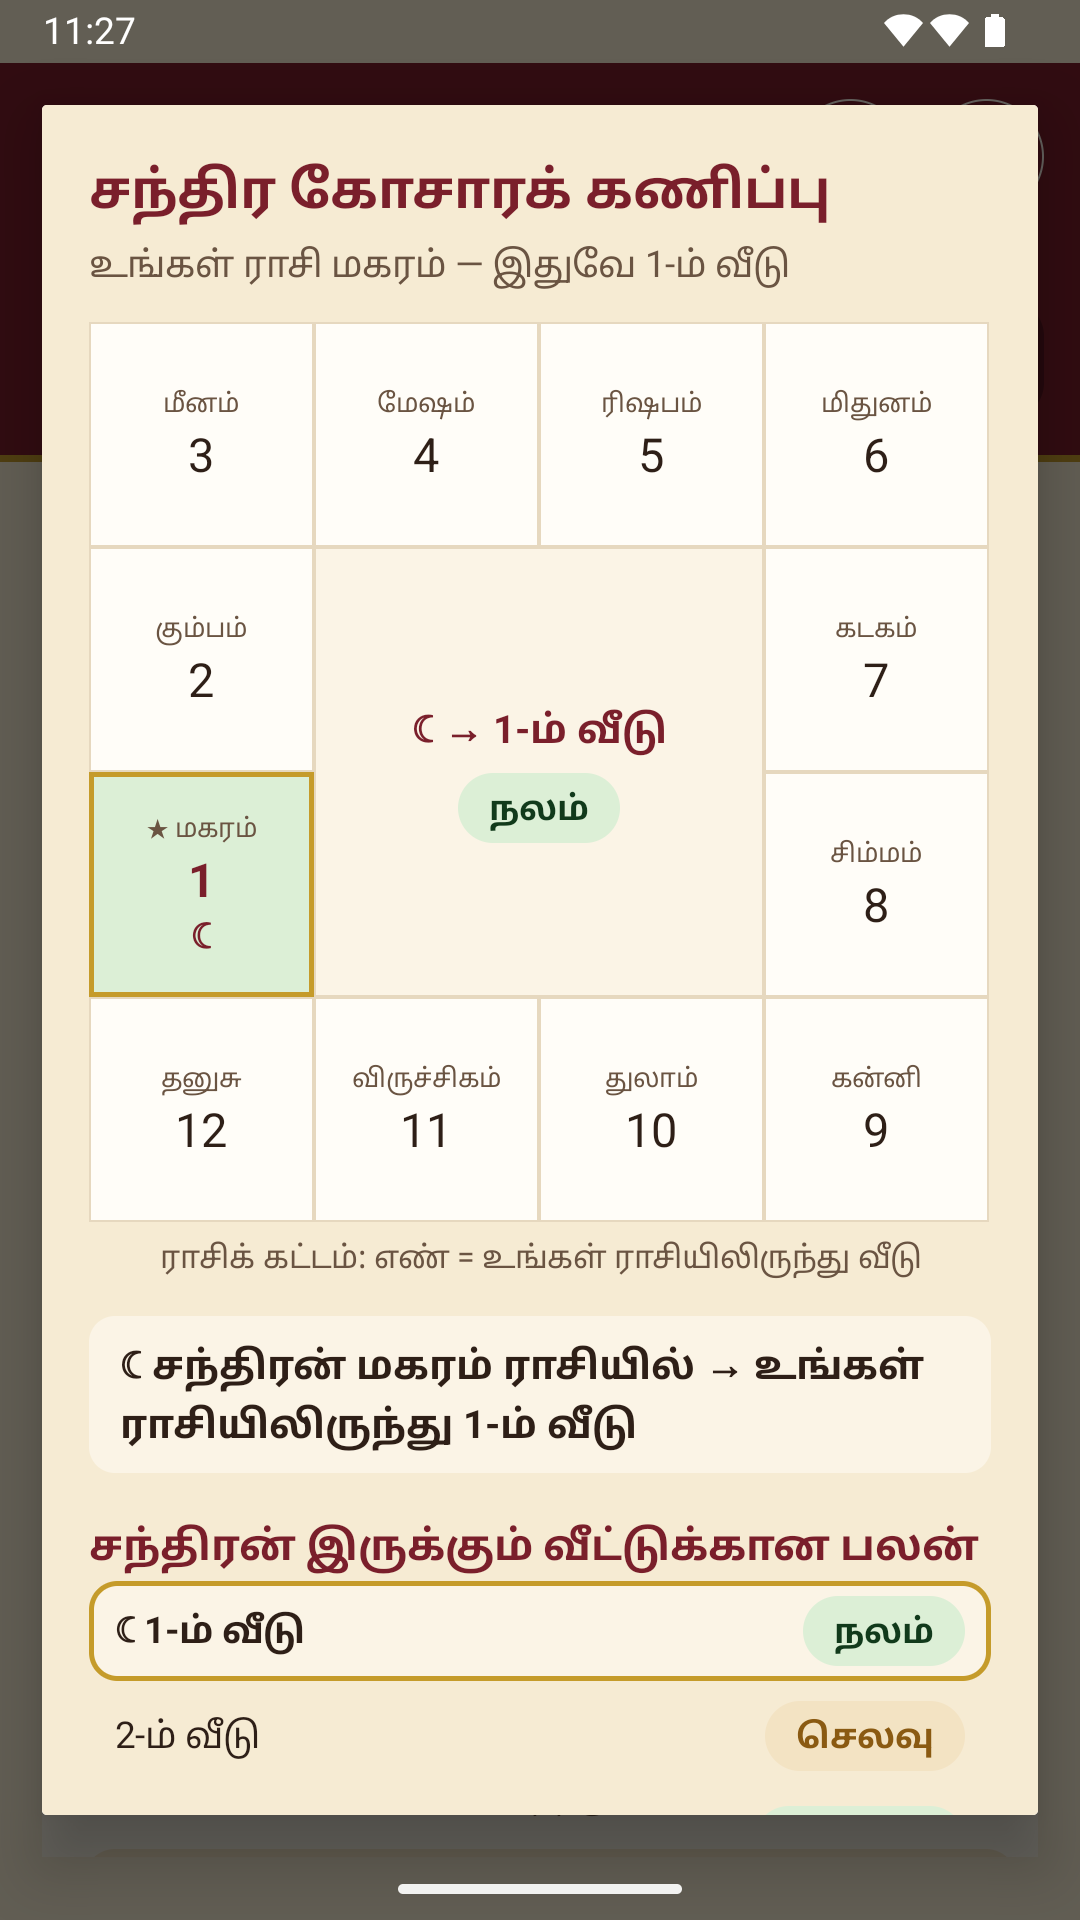 11:27
சந்திர கோசாரக் கணிப்பு
உங்கள் ராசி மகரம் — இதுவே 1-ம் வீடு
மீனம்
3
மேஷம்
4
ரிஷபம்
5
மிதுனம்
6
கும்பம்
2
கடகம்
7
☾ → 1-ம் வீடு
நலம்
★ மகரம்
1
☾
சிம்மம்
8
தனுசு
12
விருச்சிகம்
11
துலாம்
10
கன்னி
9
ராசிக் கட்டம்: எண் = உங்கள் ராசியிலிருந்து வீடு
☾ சந்திரன் மகரம் ராசியில் → உங்கள்
ராசியிலிருந்து 1-ம் வீடு
சந்திரன் இருக்கும் வீட்டுக்கான பலன்
☾ 1-ம் வீடு நலம்
2-ம் வீடு செலவு